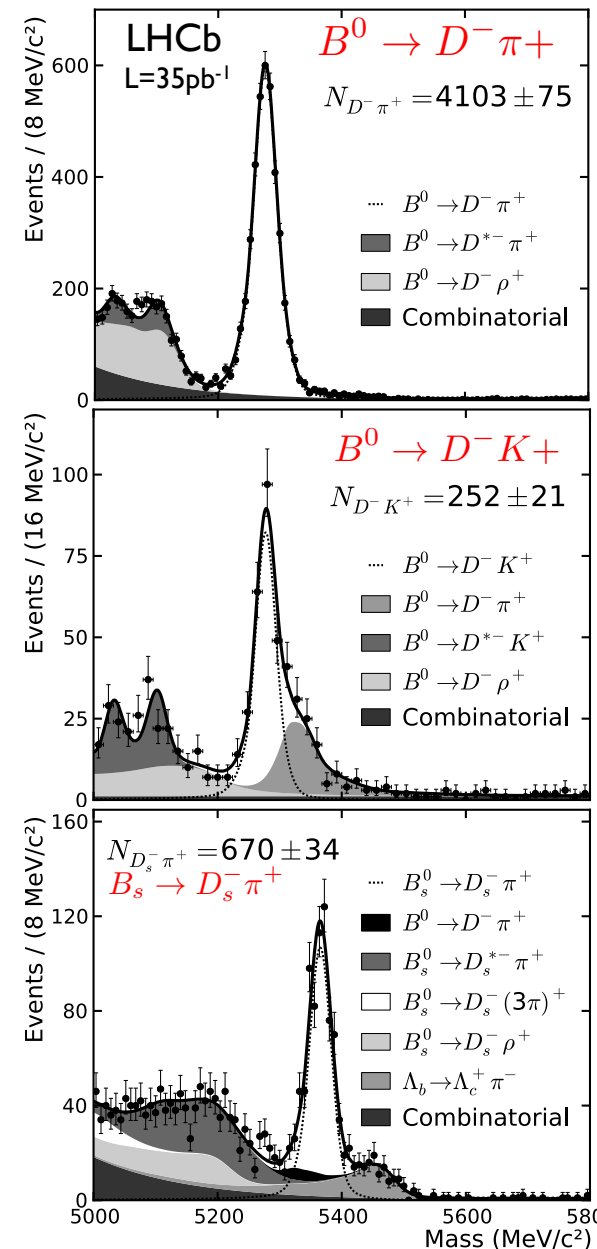 LHCb
L=35pb⁻¹
B⁰ → D⁻π+
N_{D⁻π⁺} =4103 ±75
Events / (8 MeV/c²)
600
400
200
0
B⁰→D⁻π⁺
B⁰→D*⁻π⁺
B⁰→D⁻ρ⁺
Combinatorial
B⁰ → D⁻K+
N_{D⁻K⁺} =252 ±21
Events / (16 MeV/c²)
100
75
50
25
0
B⁰→D⁻K⁺
B⁰→D⁻π⁺
B⁰→D*⁻K⁺
B⁰→D⁻ρ⁺
Combinatorial
N_{D_s⁻π⁺} =670 ±34
B_s → D_s⁻π⁺
Events / (8 MeV/c²)
160
120
80
40
0
B_s⁰→D_s⁻π⁺
B⁰→D⁻π⁺
B_s⁰→D_s*⁻π⁺
B_s⁰→D_s⁻(3π)⁺
B_s⁰→D_s⁻ρ⁺
Λ_b→Λ_c⁺π⁻
Combinatorial
5000 5200 5400 5600 580
Mass (MeV/c²)